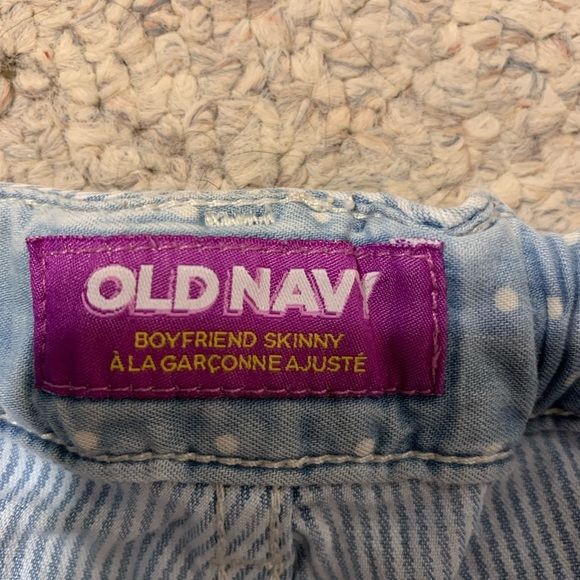 OLD NAVY
BOYFRIEND SKINNY
À LA GARÇONNE AJUSTÉ